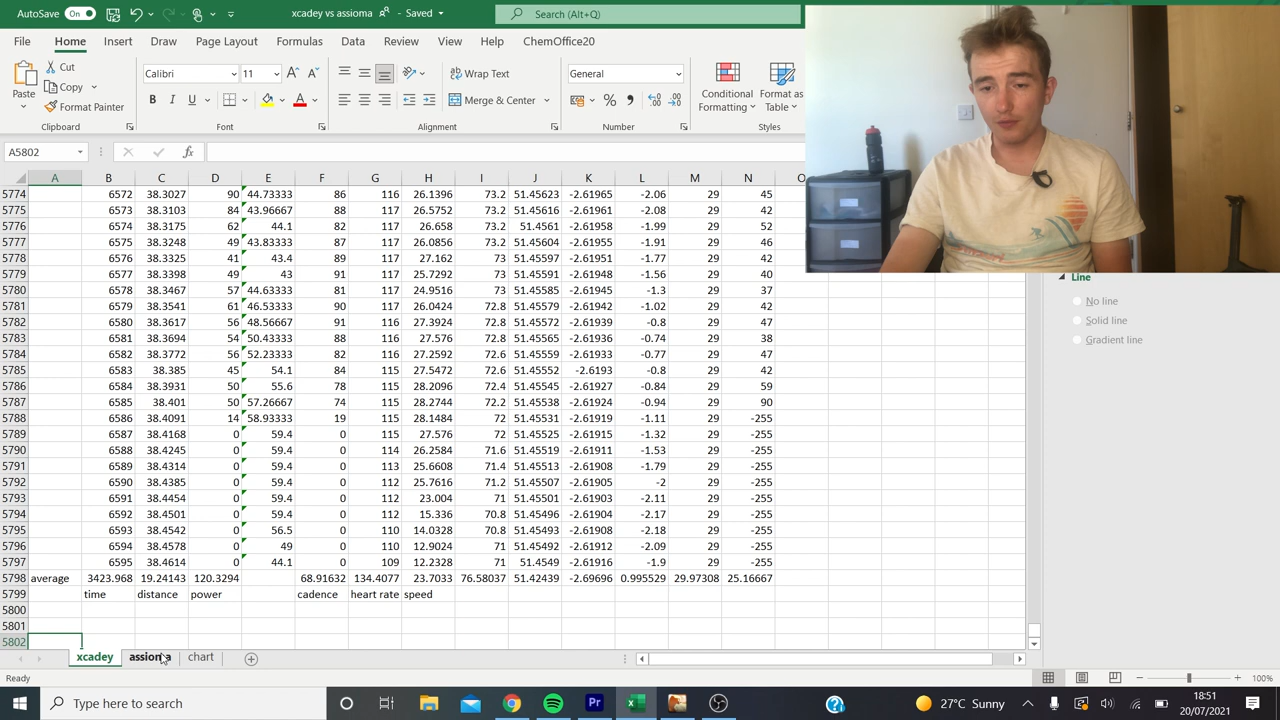 AutoSave On cadence vs assioma • Saved Search (Alt+Q)
File Home Insert Draw Page Layout Formulas Data Review View Help ChemOffice20
Paste Cut Copy Format Painter
Calibri 11
B I U
Wrap Text
Merge & Center
General
Conditional Formatting
Format as Table
Clipboard Font Alignment Number Styles
A5802 fx
A B C D E F G H I J K L M N O
5774 6572 38.3027 90 44.73333 86 116 26.1396 73.2 51.45623 -2.61965 -2.06 29 45
5775 6573 38.3103 84 43.96667 88 117 26.5752 73.2 51.45616 -2.61961 -2.08 29 42
5776 6574 38.3175 62 44.1 82 117 26.658 73.2 51.4561 -2.61958 -1.99 29 52
5777 6575 38.3248 49 43.83333 87 117 26.0856 73.2 51.45604 -2.61955 -1.91 29 46
5778 6576 38.3325 41 43.4 89 117 27.162 73 51.45597 -2.61951 -1.77 29 42
5779 6577 38.3398 49 43 91 117 25.7292 73 51.45591 -2.61948 -1.56 29 40
5780 6578 38.3467 57 44.63333 81 117 24.9516 73 51.45585 -2.61945 -1.3 29 37
5781 6579 38.3541 61 46.53333 90 117 26.0424 72.8 51.45579 -2.61942 -1.02 29 42
5782 6580 38.3617 56 48.56667 91 116 27.3924 72.8 51.45572 -2.61939 -0.8 29 47
5783 6581 38.3694 54 50.43333 88 116 27.576 72.8 51.45565 -2.61936 -0.74 29 38
5784 6582 38.3772 56 52.23333 82 116 27.2592 72.6 51.45559 -2.61933 -0.77 29 47
5785 6583 38.385 45 54.1 84 115 27.5472 72.6 51.45552 -2.6193 -0.8 29 42
5786 6584 38.3931 50 55.6 78 115 28.2096 72.4 51.45545 -2.61927 -0.84 29 59
5787 6585 38.401 50 57.26667 74 115 28.2744 72.2 51.45538 -2.61924 -0.94 29 90
5788 6586 38.4091 14 58.93333 19 115 28.1484 72 51.45531 -2.61919 -1.11 29 -255
5789 6587 38.4168 0 59.4 0 115 27.576 72 51.45525 -2.61915 -1.32 29 -255
5790 6588 38.4245 0 59.4 0 114 26.2584 71.6 51.45519 -2.61911 -1.53 29 -255
5791 6589 38.4314 0 59.4 0 113 25.6608 71.4 51.45513 -2.61908 -1.79 29 -255
5792 6590 38.4385 0 59.4 0 112 25.7616 71.2 51.45507 -2.61905 -2 29 -255
5793 6591 38.4454 0 59.4 0 112 23.004 71 51.45501 -2.61903 -2.11 29 -255
5794 6592 38.4501 0 59.4 0 112 15.336 70.8 51.45496 -2.61904 -2.17 29 -255
5795 6593 38.4542 0 56.5 0 110 14.0328 70.8 51.45493 -2.61908 -2.18 29 -255
5796 6594 38.4578 0 49 0 110 12.9024 71 51.45492 -2.61912 -2.09 29 -255
5797 6595 38.4614 0 44.1 0 109 12.2328 71 51.4549 -2.61916 -1.9 29 -255
5798 average 3423.968 19.24143 120.3294 68.91632 134.4077 23.7033 76.58037 51.42439 -2.69696 0.995529 29.97308 25.16667
5799 time distance power cadence heart rate speed
5800
5801
5802
Line
No line
Solid line
Gradient line
xcadey assioma chart
Ready 100%
Type here to search 27°C Sunny 18:51
20/07/2021